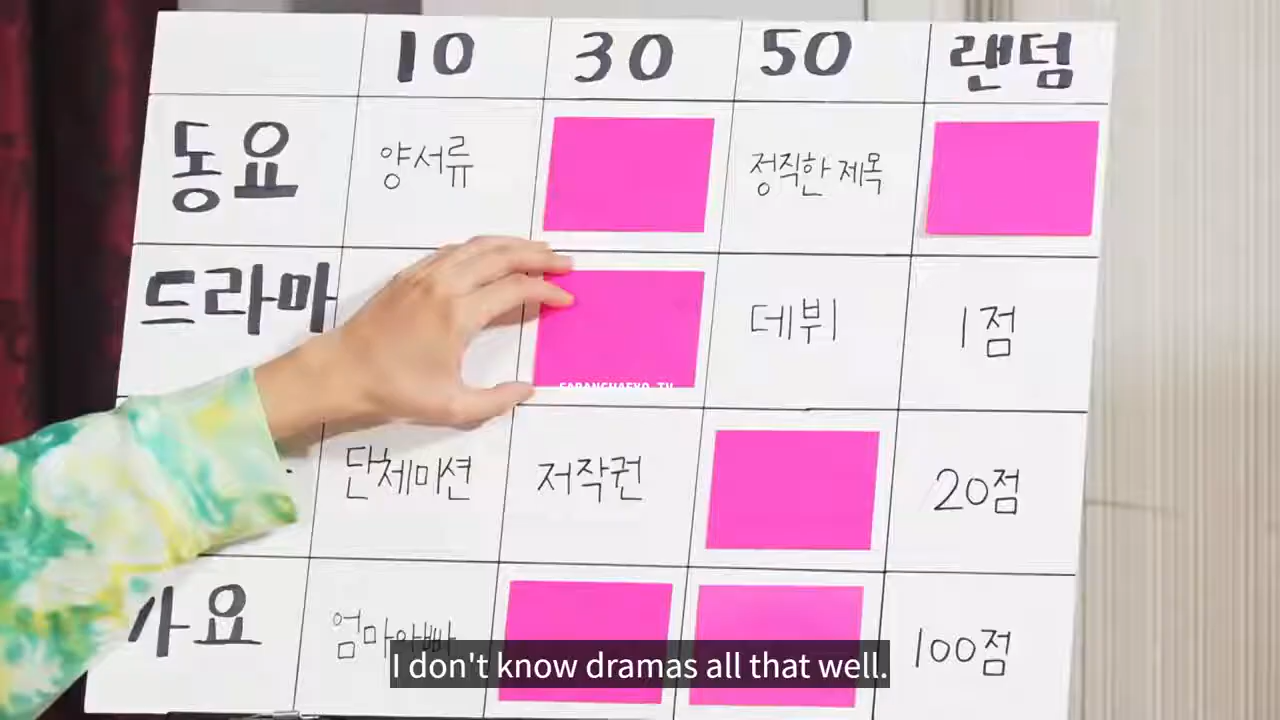 10 30 50 랜덤
동요 양서류 정직한 제목
드라마 데뷔 1점
단체미션 저작권 20점
가요 엄마아빠 100점
I don't know dramas all that well.